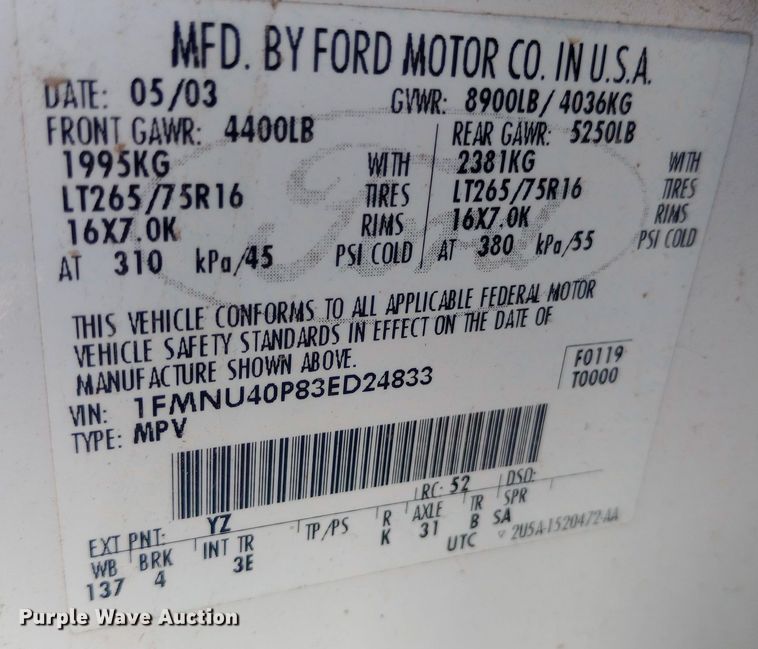 MFD. BY FORD MOTOR CO. IN U.S.A.
DATE: 05/03 GVWR: 8900LB/ 4036KG
FRONT GAWR: 4400LB REAR GAWR: 5250LB
1995KG WITH 2381KG WITH
LT265/75R16 TIRES LT265/75R16 TIRES
16X7.0K RIMS 16X7.0K RIMS
AT 310 kPa/45 PSI COLD AT 380 kPa/55 PSI COLD
Ford
THIS VEHICLE CONFORMS TO ALL APPLICABLE FEDERAL MOTOR
VEHICLE SAFETY STANDARDS IN EFFECT ON THE DATE OF
MANUFACTURE SHOWN ABOVE.
F0119
T0000
VIN: 1FMNU40P83ED24833
TYPE: MPV
EXT PNT: YZ RC: 52 DSO:
WB BRK INT TR TP/PS R AXLE TR SPR
137 4 3E K 31 B SA
UTC 2U5A-1520472-AA
Purple Wave Auction